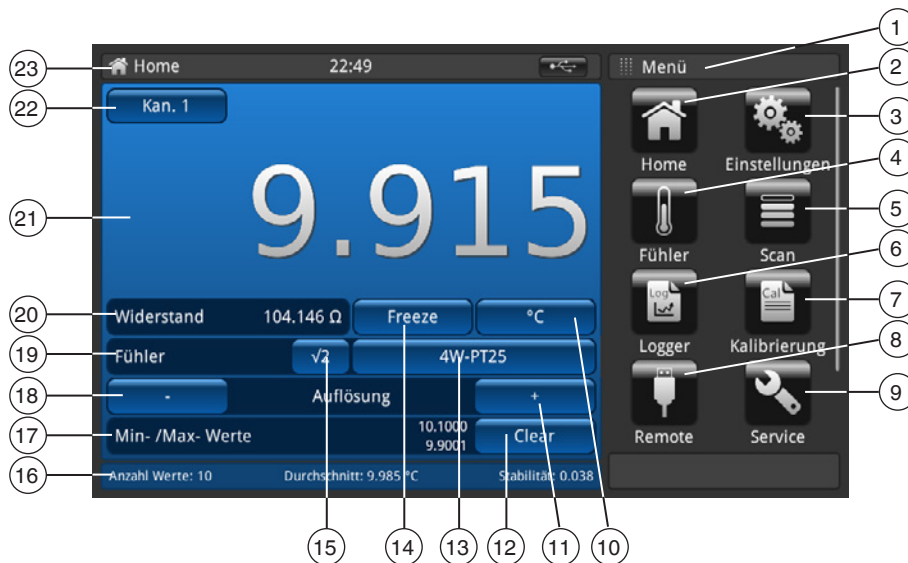 1
23 Home 22:49 Menü
2
22 Kan. 1
3
Home Einstellungen
4
21 9.915
5
Fühler Scan
6
Log
Cal
7
20 Widerstand 104.146 Ω Freeze °C
Logger Kalibrierung
8
19 Fühler √2 4W-PT25
18 - Auflösung +
9
17 Min- /Max- Werte 10.1000
9.9001 Clear
Remote Service
16 Anzahl Werte: 10 Durchschnitt: 9.985 °C Stabilität: 0.038
15 14 13 12 11 10